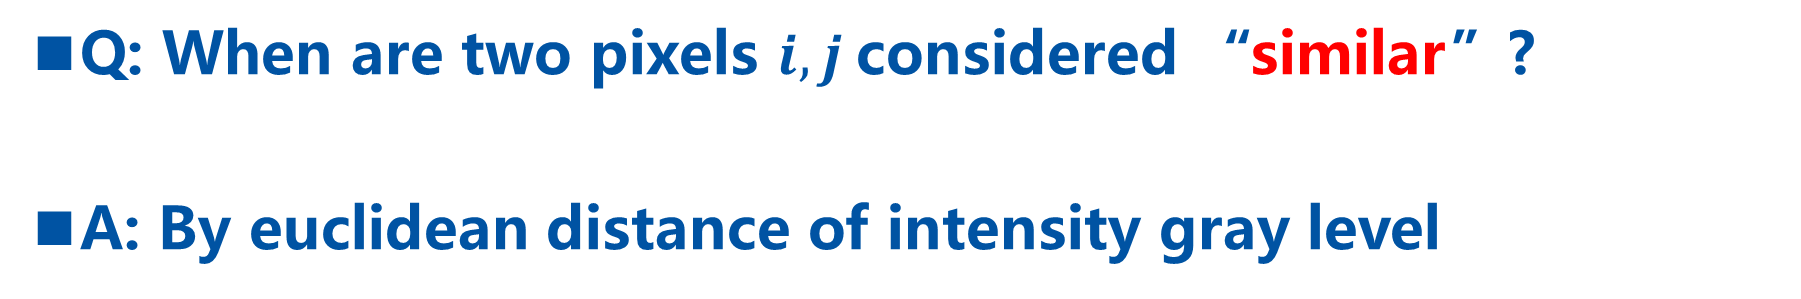 ■Q: When are two pixels i, j considered “similar”?
■A: By euclidean distance of intensity gray level